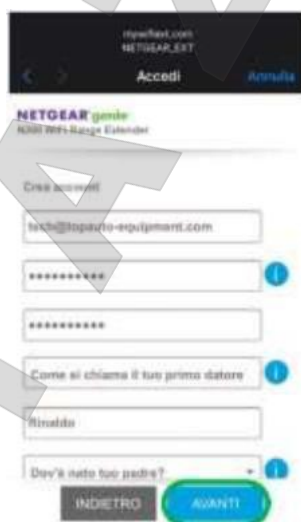 mywifiext.com
NETGEAR_EXT
Accedi
Annulla
NETGEAR genie
N300 WiFi Range Extender
Crea account
tech@topauto-equipment.com
••••••••••
••••••••••
Come si chiama il tuo primo datore
Rinaldo
Dov'è nato tuo padre?
INDIETRO
AVANTI